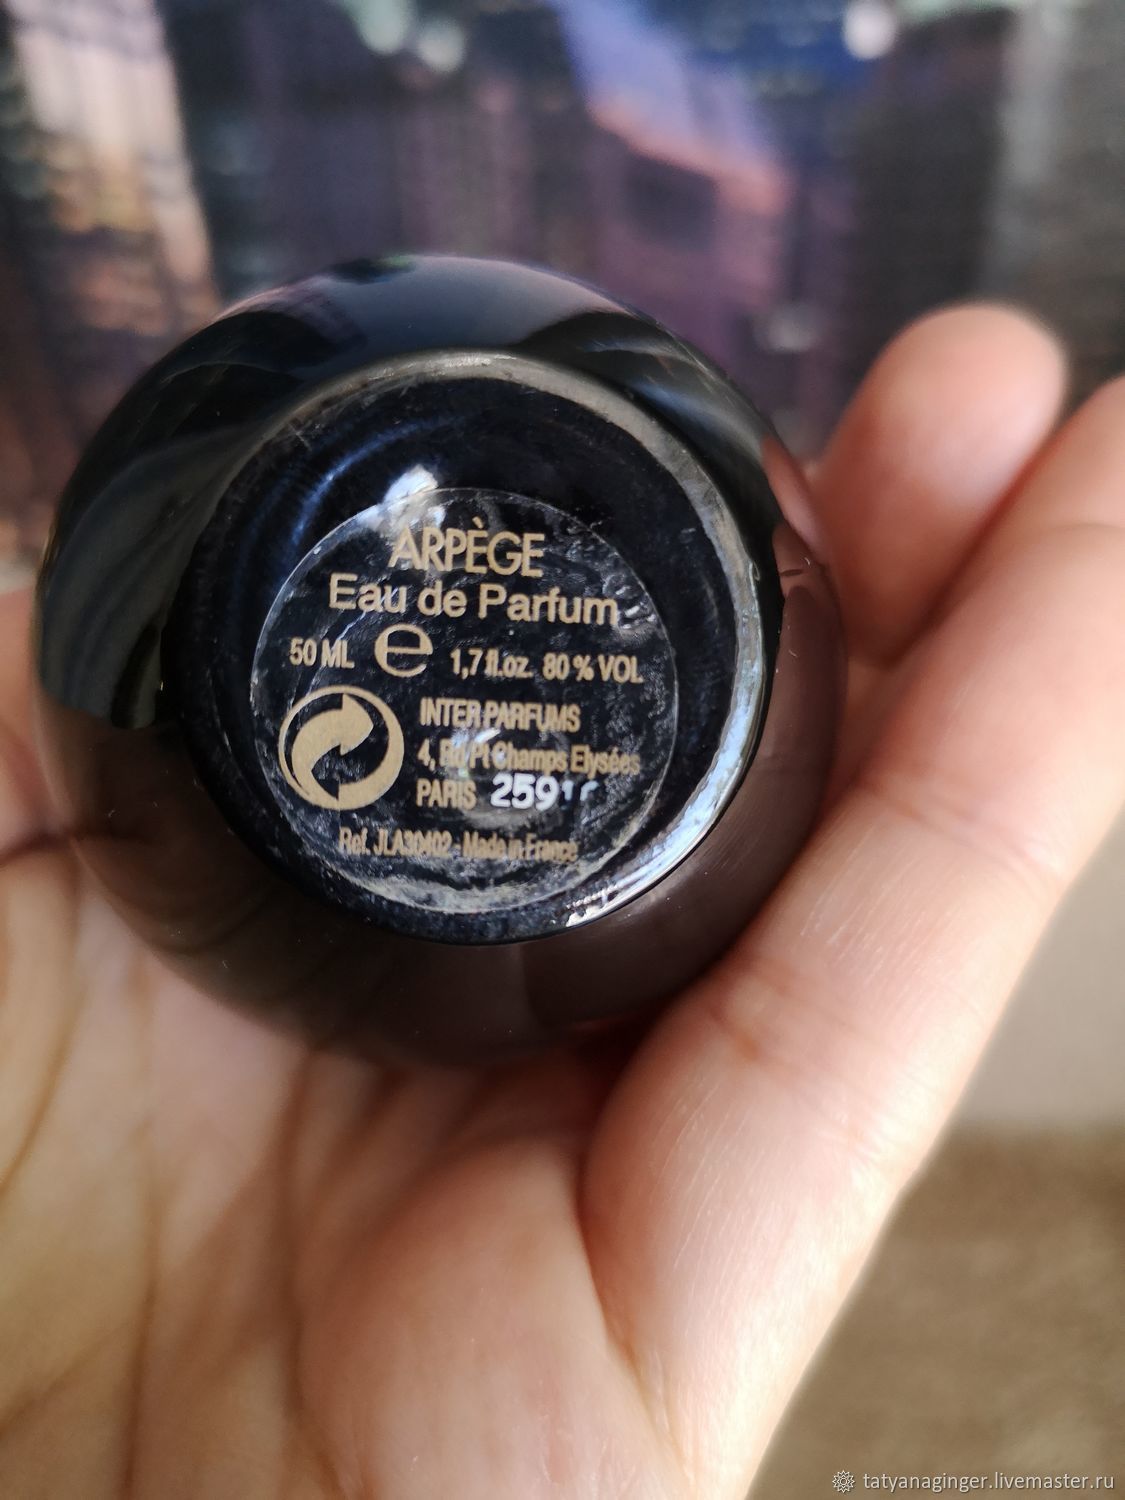 ARPÈGE
Eau de Parfum
50 ML e 1,7 fl.oz. 80 % VOL
INTER PARFUMS
4, Rd Pt Champs Elysées
PARIS 259
Ref. JLA30402 - Made in France
tatyanaginger.livemaster.ru